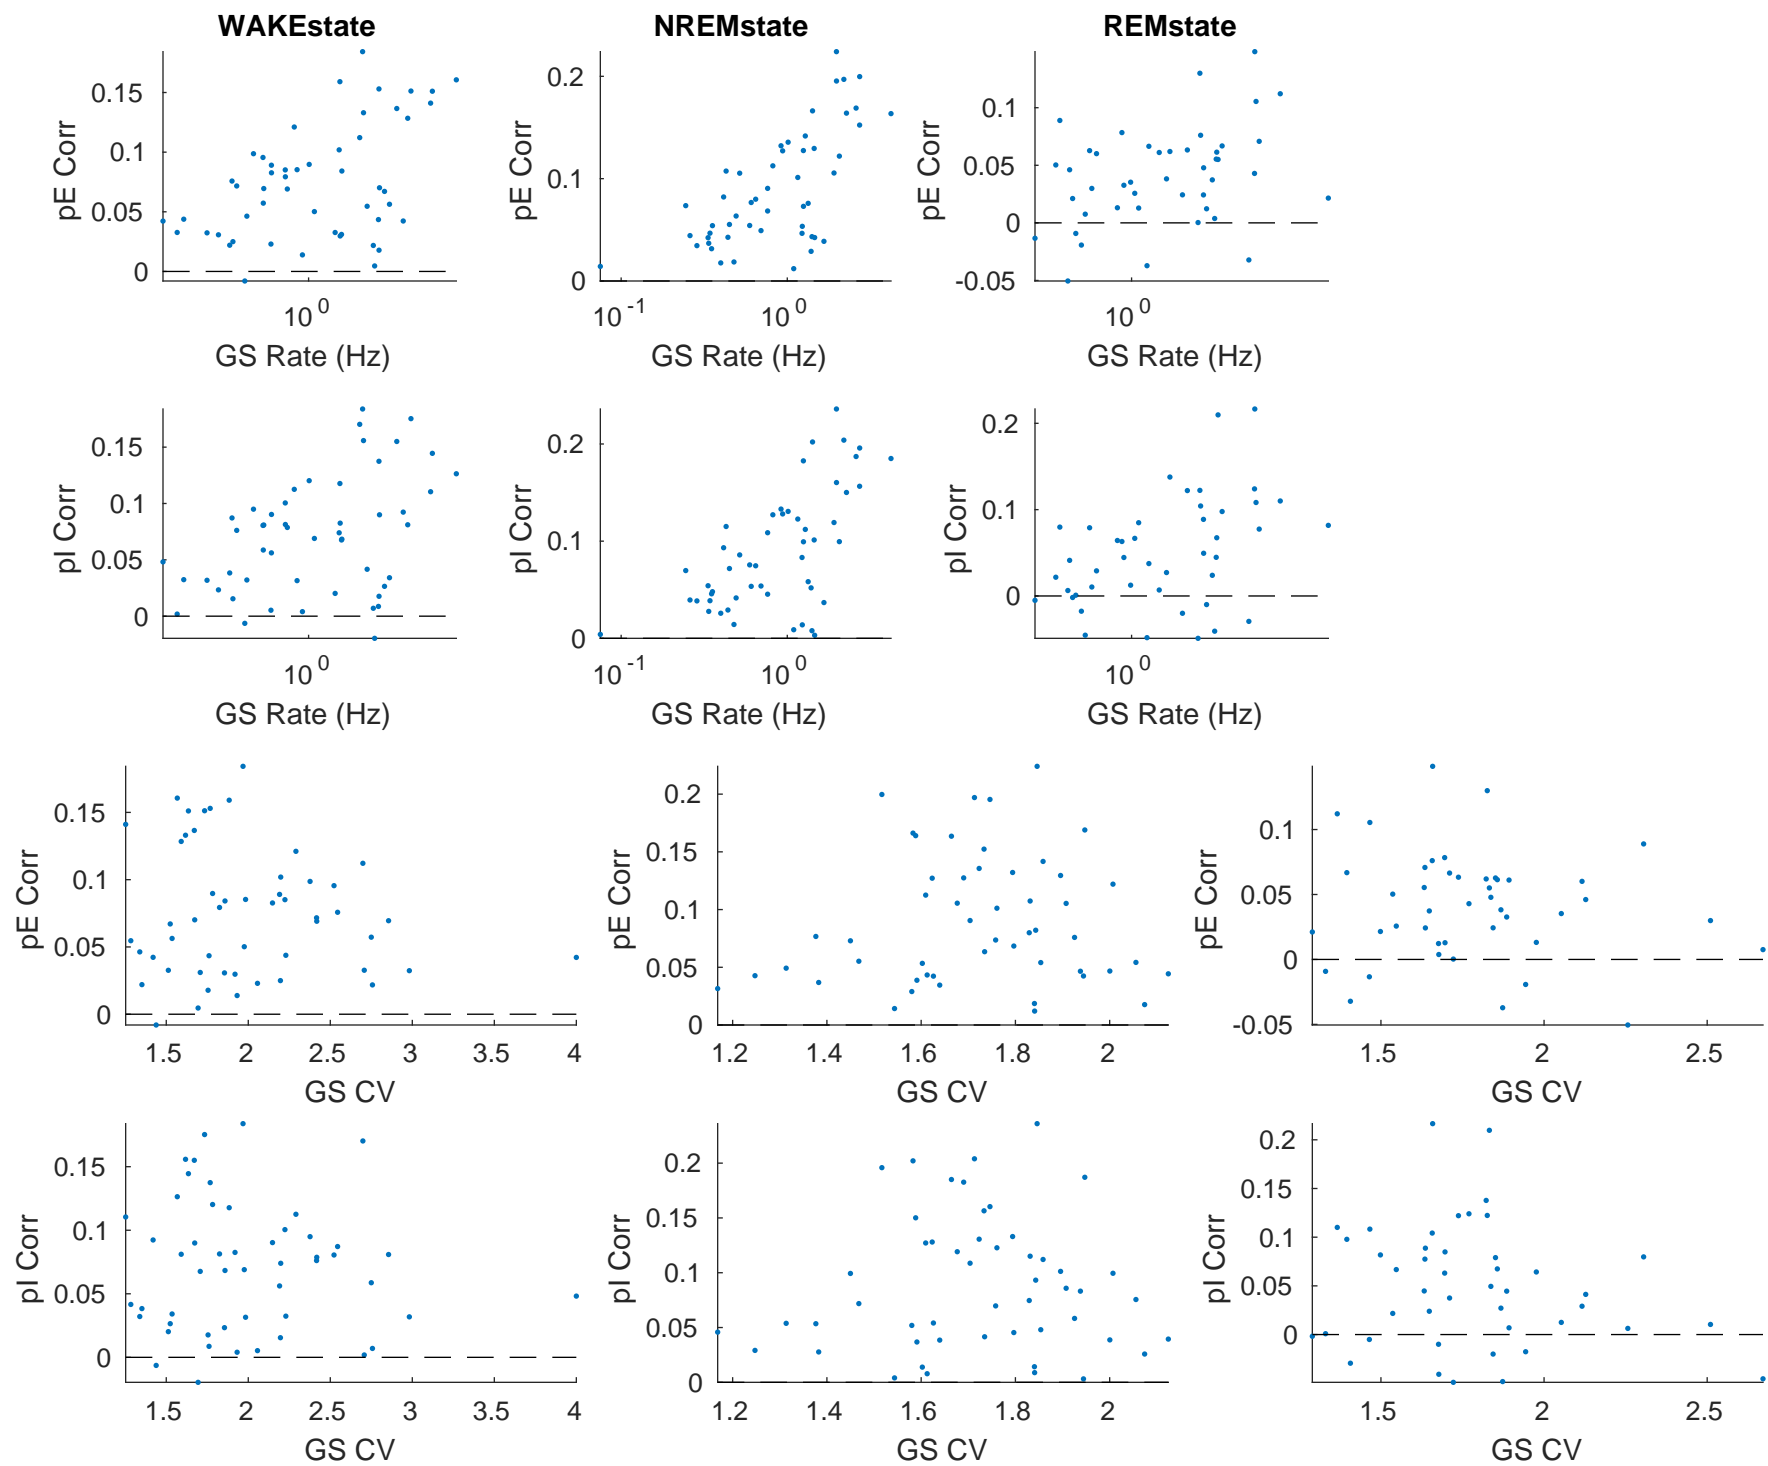 WAKEstate NREMstate REMstate
0.15 0.1 0.05 0 pE Corr 10^0 GS Rate (Hz)
0.2 0.1 0 pE Corr 10^-1 10^0 GS Rate (Hz)
0.1 0.05 0 -0.05 pE Corr 10^0 GS Rate (Hz)
0.15 0.1 0.05 0 pI Corr 10^0 GS Rate (Hz)
0.2 0.1 0 pI Corr 10^-1 10^0 GS Rate (Hz)
0.2 0.1 0 pI Corr 10^0 GS Rate (Hz)
0.15 0.1 0.05 0 pE Corr 1.5 2 2.5 3 3.5 4 GS CV
0.2 0.15 0.1 0.05 0 pE Corr 1.2 1.4 1.6 1.8 2 GS CV
0.1 0.05 0 -0.05 pE Corr 1.5 2 2.5 GS CV
0.15 0.1 0.05 0 pI Corr 1.5 2 2.5 3 3.5 4 GS CV
0.2 0.15 0.1 0.05 0 pI Corr 1.2 1.4 1.6 1.8 2 GS CV
0.2 0.15 0.1 0.05 0 pI Corr 1.5 2 2.5 GS CV